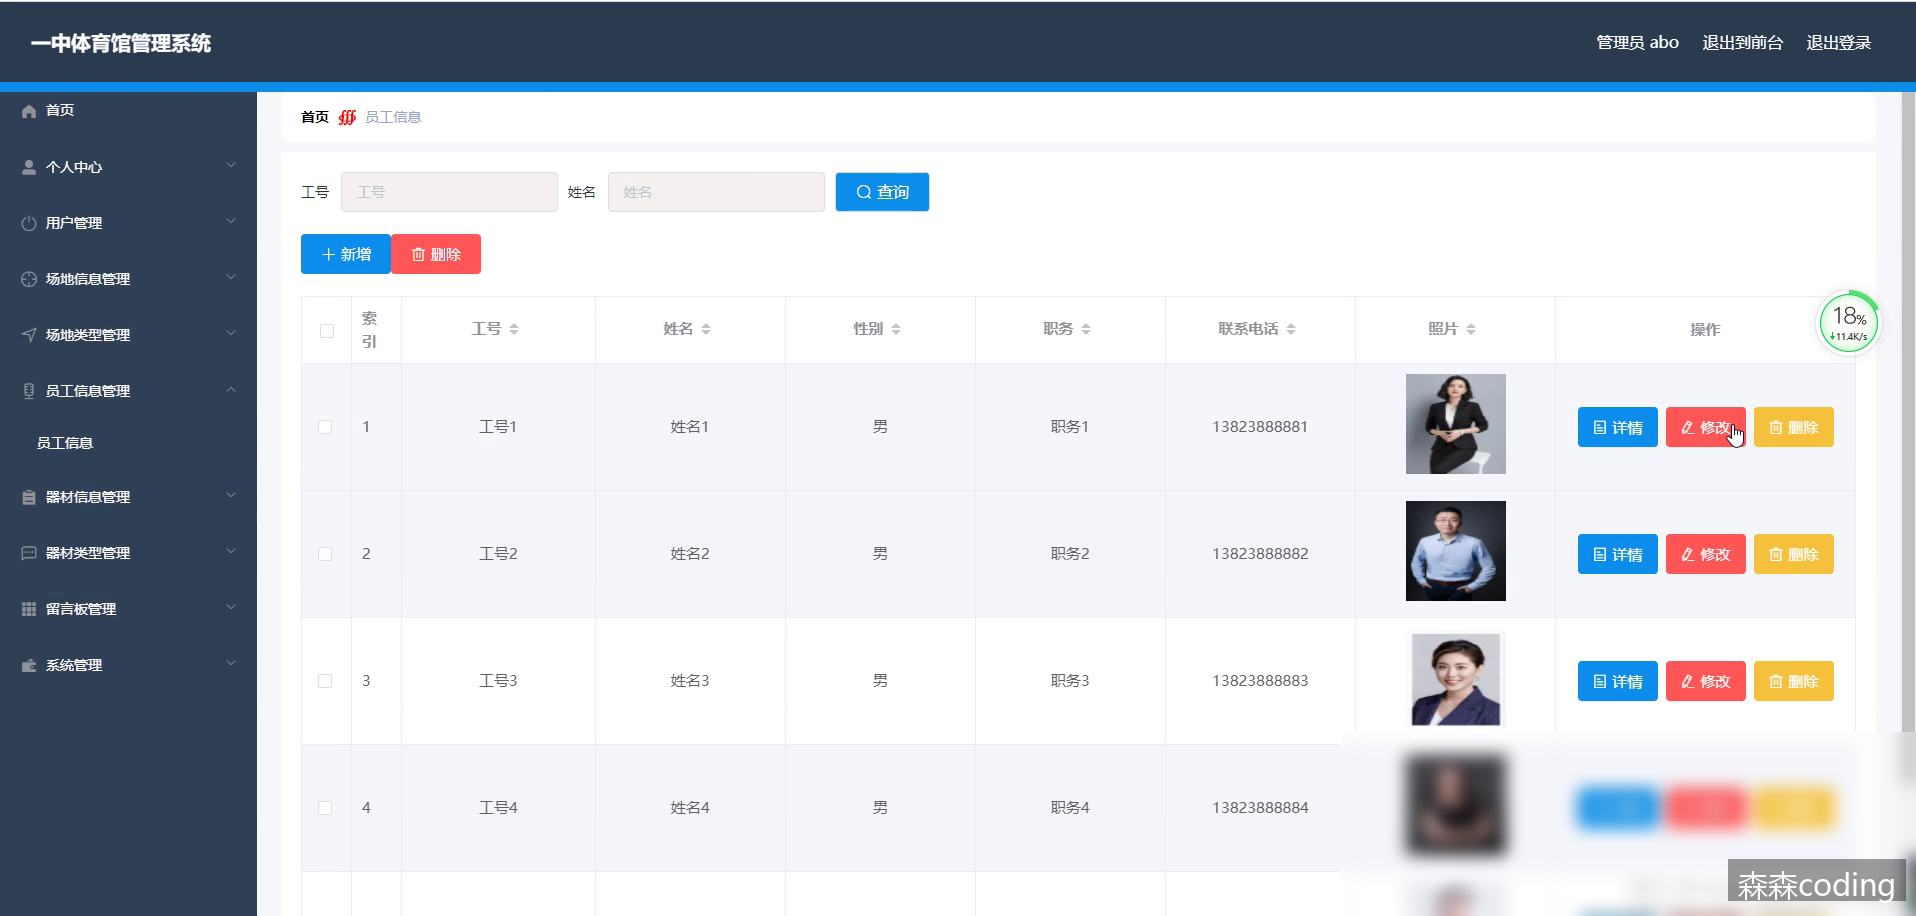 一中体育馆管理系统
管理员 abo 退出到前台 退出登录
首页
个人中心
用户管理
场地信息管理
场地类型管理
员工信息管理
员工信息
器材信息管理
器材类型管理
留言板管理
系统管理
首页 员工信息
工号 工号 姓名 姓名 查询
新增 删除
索引 工号 姓名 性别 职务 联系电话 照片 操作
1 工号1 姓名1 男 职务1 13823888881 详情 修改 删除
2 工号2 姓名2 男 职务2 13823888882 详情 修改 删除
3 工号3 姓名3 男 职务3 13823888883 详情 修改 删除
4 工号4 姓名4 男 职务4 13823888884
18%
11.4K/s
森森coding